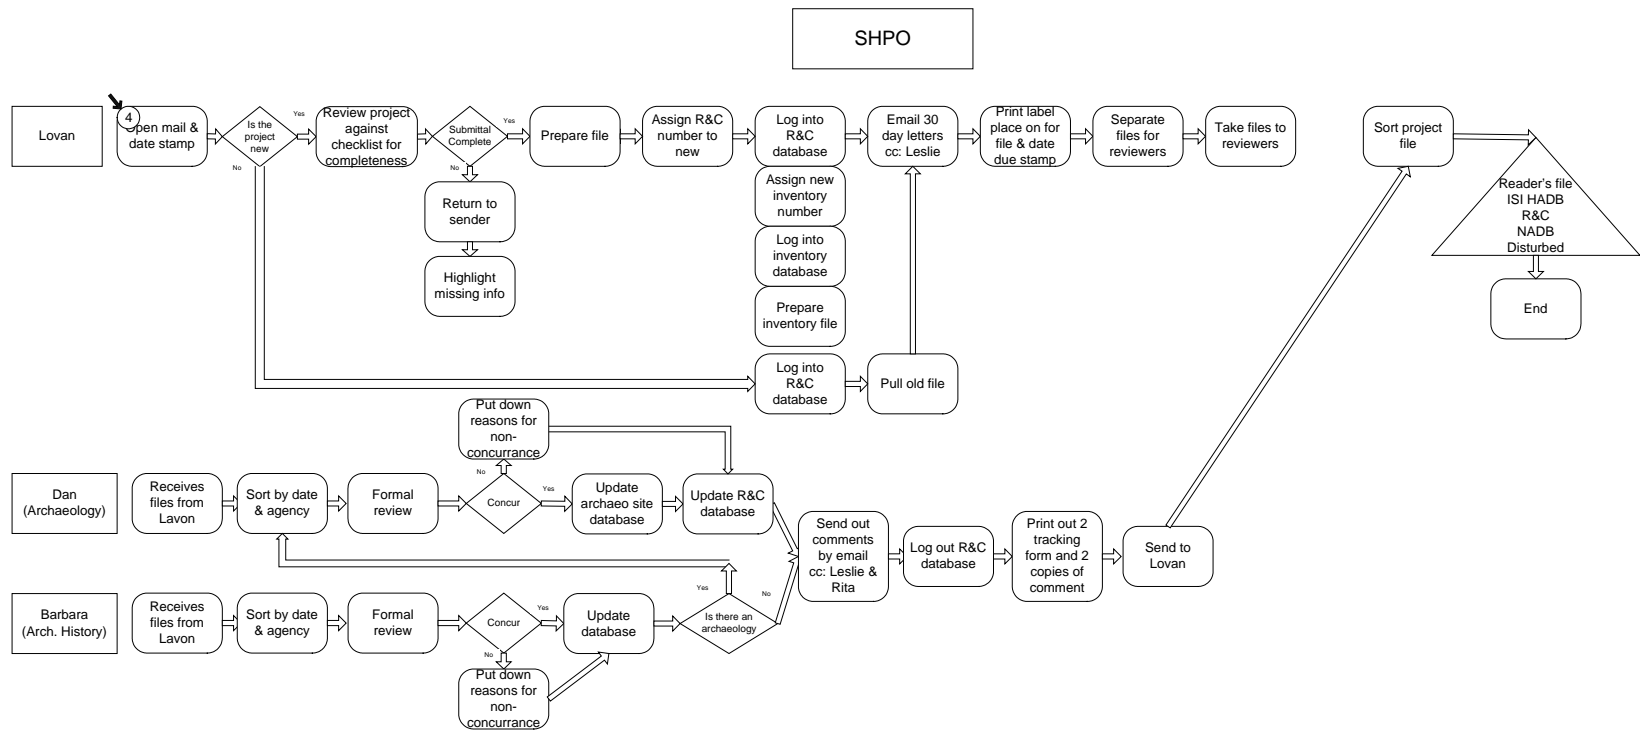 SHPO
Lovan
4
Open mail &
date stamp
Is the
project
new
Yes
No
Review project
against
checklist for
completeness
Submittal
Complete
Yes
No
Return to
sender
Highlight
missing info
Prepare file
Assign R&C
number to
new
Log into
R&C
database
Assign new
inventory
number
Log into
inventory
database
Prepare
inventory file
Log into
R&C
database
Pull old file
Email 30
day letters
cc: Leslie
Print label
place on for
file & date
due stamp
Separate
files for
reviewers
Take files to
reviewers
Sort project
file
Reader's file
ISI HADB
R&C
NADB
Disturbed
End
Dan
(Archaeology)
Receives
files from
Lavon
Sort by date
& agency
Formal
review
Concur
No
Yes
Put down
reasons for
non-
concurrance
Update
archaeo site
database
Update R&C
database
Send out
comments
by email
cc: Leslie &
Rita
Log out R&C
database
Print out 2
tracking
form and 2
copies of
comment
Send to
Lovan
Barbara
(Arch. History)
Receives
files from
Lavon
Sort by date
& agency
Formal
review
Concur
Yes
No
Put down
reasons for
non-
concurrance
Update
database
Is there an
archaeology
Yes
No